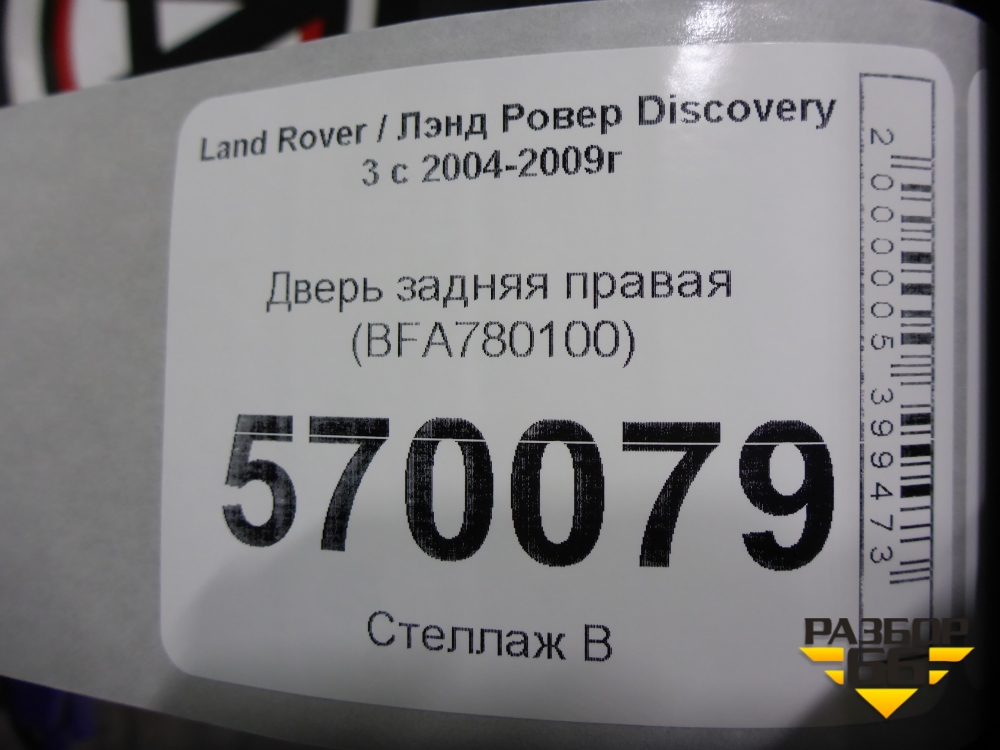 Land Rover / Лэнд Ровер Discovery
3 с 2004-2009г
Дверь задняя правая
(BFA780100)
570079
Стеллаж В
2000005399473
РАЗБОР
66